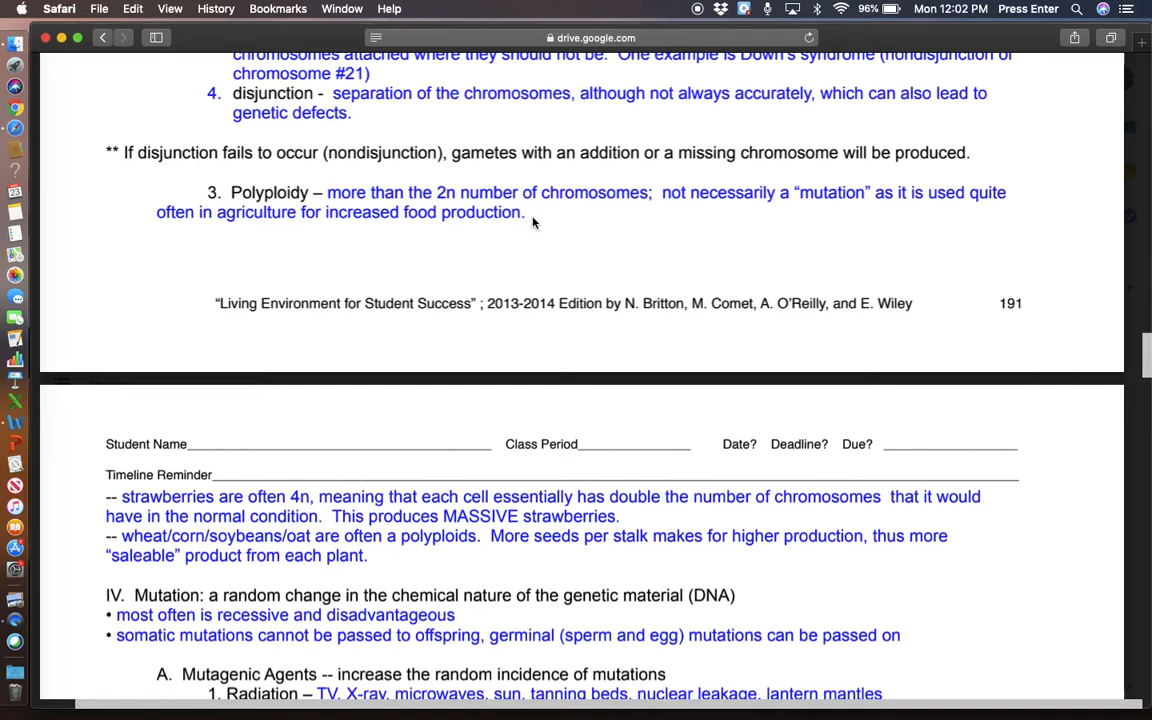 Safari File Edit View History Bookmarks Window Help 96% Mon 12:02 PM Press Enter
drive.google.com
chromosomes attached where they should not be. One example is Down's syndrome (nondisjunction of
chromosome #21)
4. disjunction - separation of the chromosomes, although not always accurately, which can also lead to
genetic defects.
** If disjunction fails to occur (nondisjunction), gametes with an addition or a missing chromosome will be produced.
3. Polyploidy – more than the 2n number of chromosomes; not necessarily a “mutation” as it is used quite
often in agriculture for increased food production.
“Living Environment for Student Success” ; 2013-2014 Edition by N. Britton, M. Comet, A. O’Reilly, and E. Wiley 191
Student Name Class Period Date? Deadline? Due?
Timeline Reminder
-- strawberries are often 4n, meaning that each cell essentially has double the number of chromosomes that it would
have in the normal condition. This produces MASSIVE strawberries.
-- wheat/corn/soybeans/oat are often a polyploids. More seeds per stalk makes for higher production, thus more
“saleable” product from each plant.
IV. Mutation: a random change in the chemical nature of the genetic material (DNA)
• most often is recessive and disadvantageous
• somatic mutations cannot be passed to offspring, germinal (sperm and egg) mutations can be passed on
A. Mutagenic Agents -- increase the random incidence of mutations
1. Radiation – TV, X-ray, microwaves, sun, tanning beds, nuclear leakage, lantern mantles